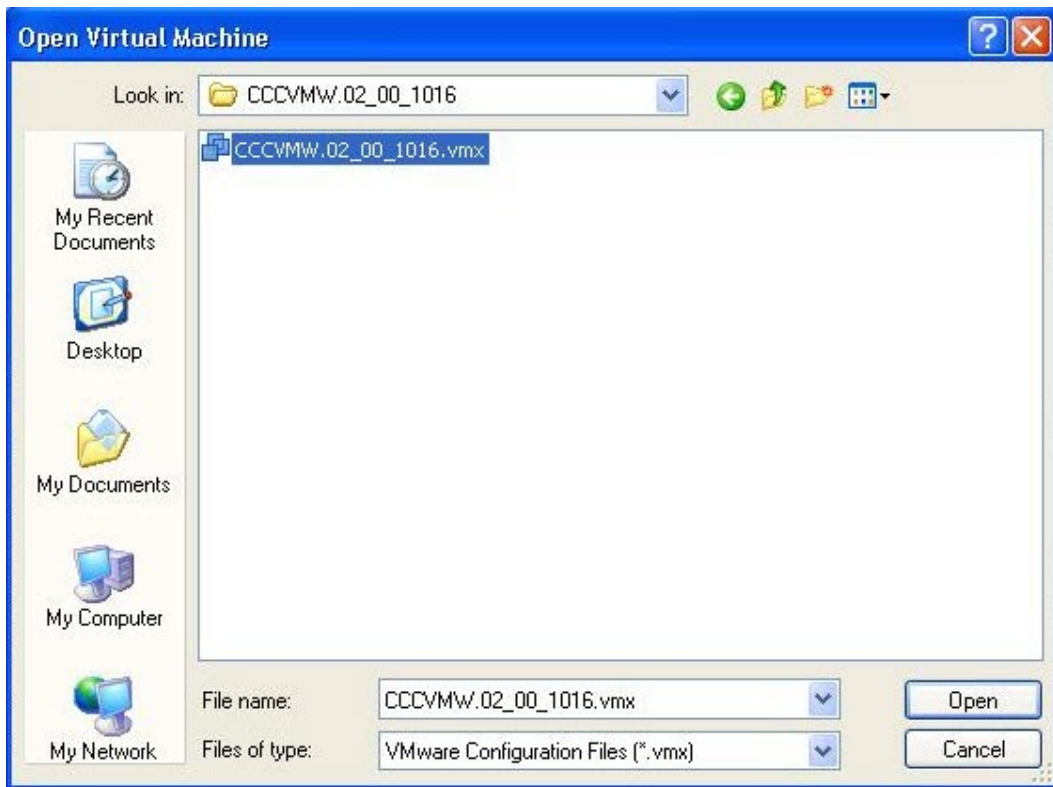 Open Virtual Machine
?
Look in: CCCVMW.02_00_1016
CCCVMW.02_00_1016.vmx
My Recent
Documents
Desktop
My Documents
My Computer
My Network
File name: CCCVMW.02_00_1016.vmx Open
Files of type: VMware Configuration Files (*.vmx) Cancel